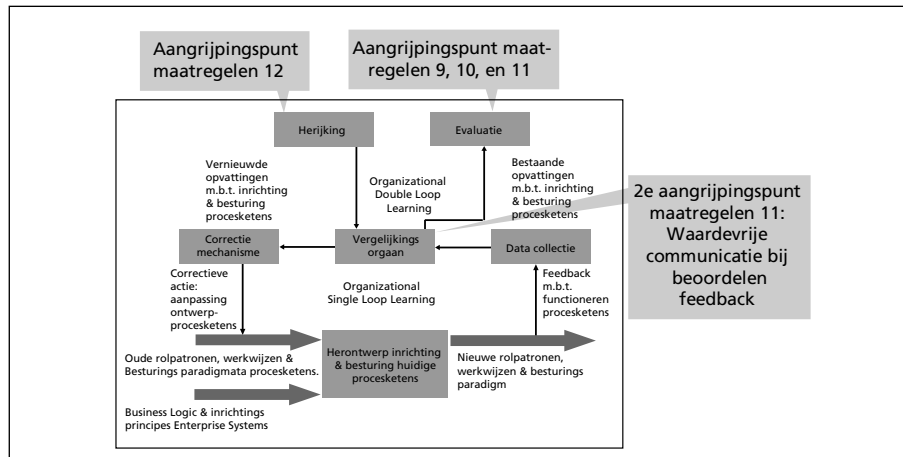 Aangrijpingspunt
maatregelen 12
Aangrijpingspunt maat-
regelen 9, 10, en 11
Herijking
Evaluatie
Vernieuwde
opvattingen
m.b.t. inrichting
& besturing
procesketens
Organizational
Double Loop
Learning
Bestaande
opvattingen
m.b.t. inrichting
& besturing
procesketens
2e aangrijpingspunt
maatregelen 11:
Waardevrije
communicatie bij
beoordelen
feedback
Correctie
mechanisme
Vergelijkings
orgaan
Data collectie
Correctieve
actie:
aanpassing
ontwerp-
procesketens
Organizational
Single Loop Learning
Feedback
m.b.t.
functioneren
procesketens
Oude rolpatronen, werkwijzen &
Besturings paradigmata procesketens.
Herontwerp inrichting
& besturing huidige
procesketens
Nieuwe rolpatronen,
werkwijzen & besturings
paradigm
Business Logic & inrichtings
principes Enterprise Systems